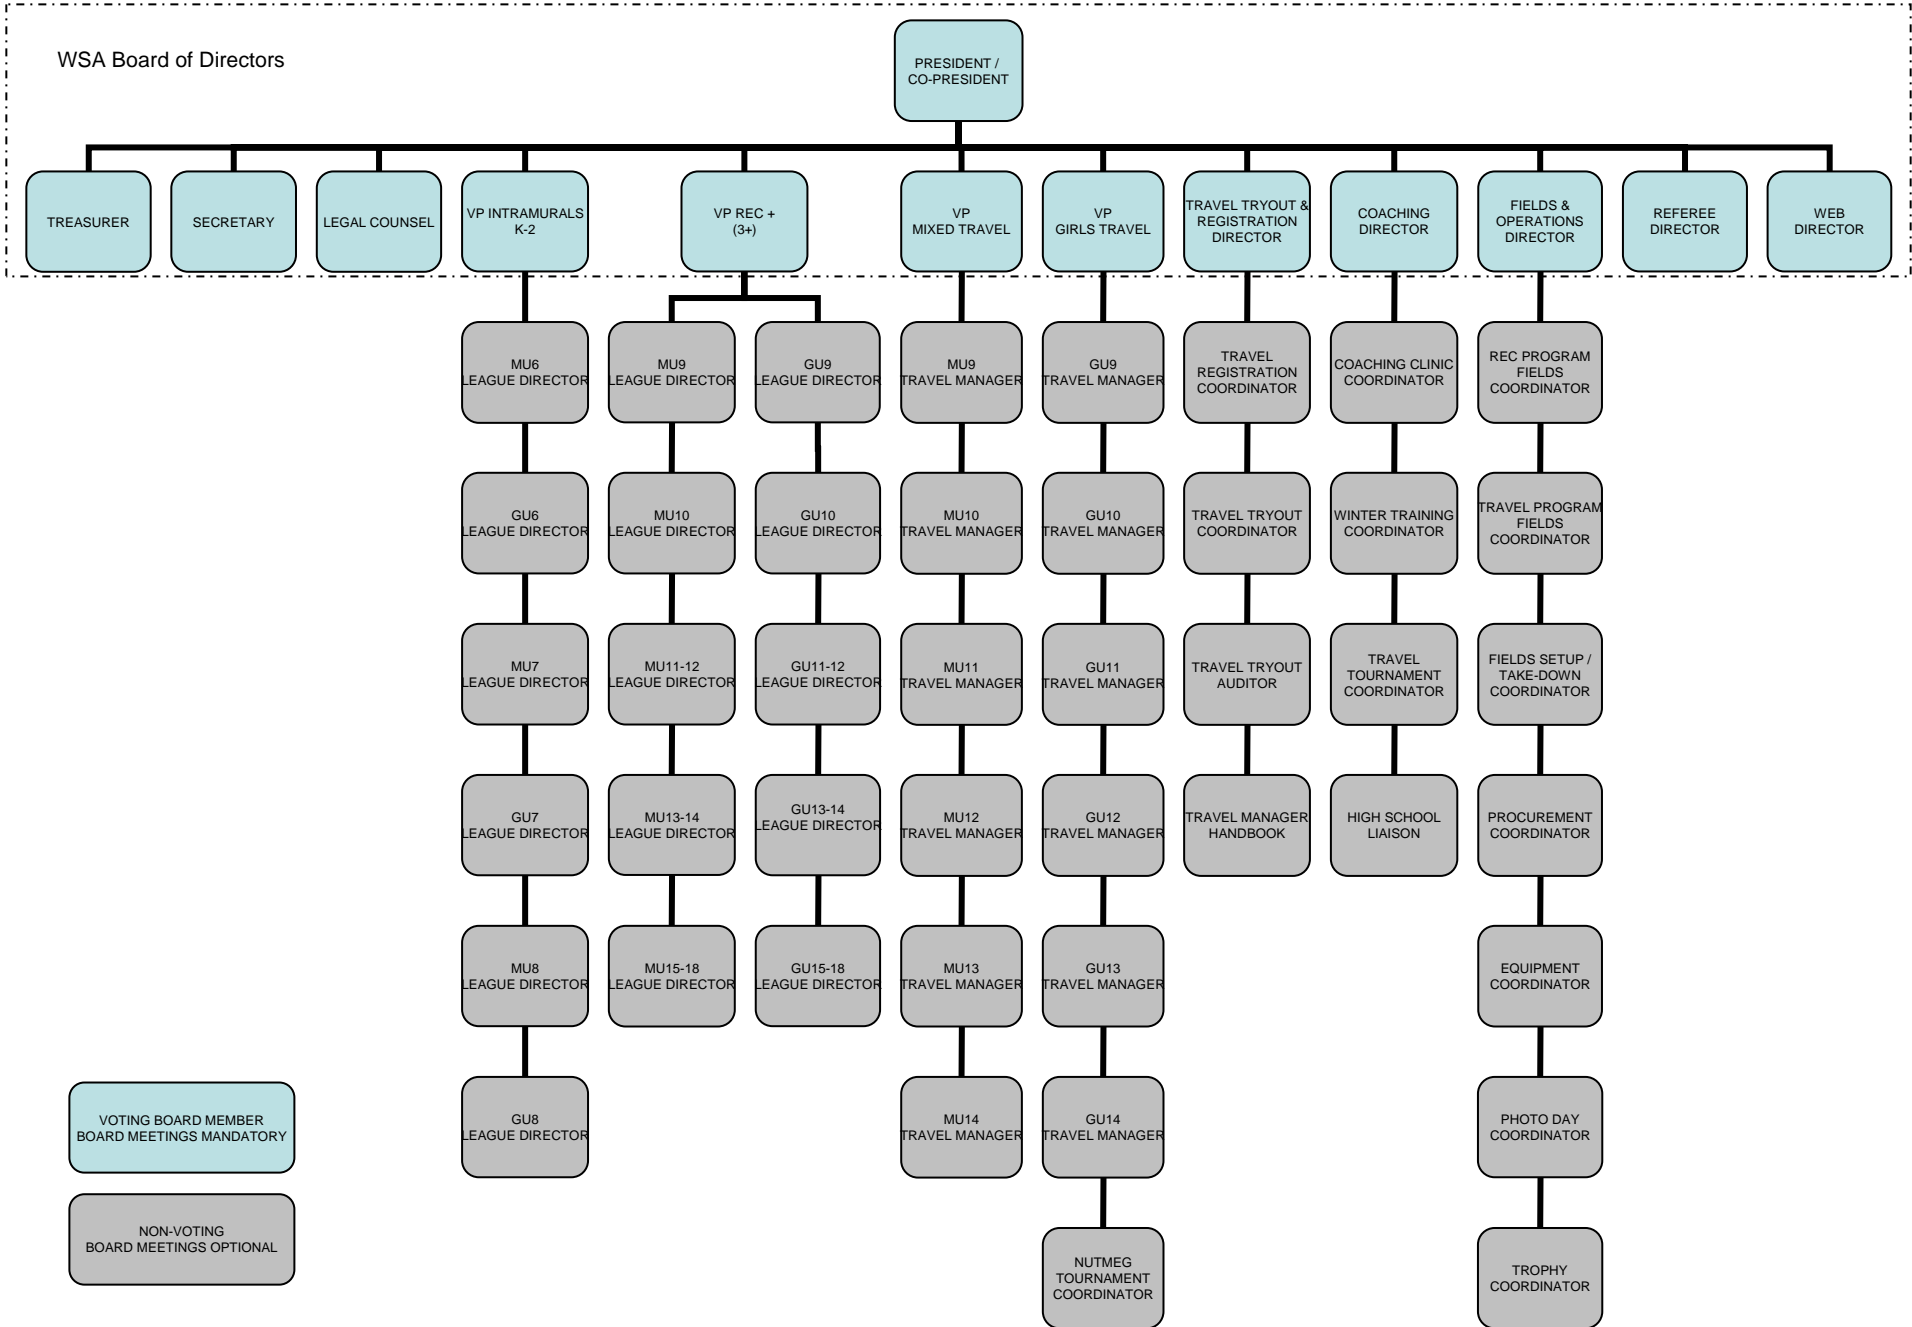 WSA Board of Directors
PRESIDENT /
CO-PRESIDENT
TREASURER
SECRETARY
LEGAL COUNSEL
VP INTRAMURALS
K-2
VP REC +
(3+)
VP
MIXED TRAVEL
VP
GIRLS TRAVEL
TRAVEL TRYOUT &
REGISTRATION
DIRECTOR
COACHING
DIRECTOR
FIELDS &
OPERATIONS
DIRECTOR
REFEREE
DIRECTOR
WEB
DIRECTOR
MU6
LEAGUE DIRECTOR
MU9
LEAGUE DIRECTOR
GU9
LEAGUE DIRECTOR
MU9
TRAVEL MANAGER
GU9
TRAVEL MANAGER
TRAVEL
REGISTRATION
COORDINATOR
COACHING CLINIC
COORDINATOR
REC PROGRAM
FIELDS
COORDINATOR
GU6
LEAGUE DIRECTOR
MU10
LEAGUE DIRECTOR
GU10
LEAGUE DIRECTOR
MU10
TRAVEL MANAGER
GU10
TRAVEL MANAGER
TRAVEL TRYOUT
COORDINATOR
WINTER TRAINING
COORDINATOR
TRAVEL PROGRAM
FIELDS
COORDINATOR
MU7
LEAGUE DIRECTOR
MU11-12
LEAGUE DIRECTOR
GU11-12
LEAGUE DIRECTOR
MU11
TRAVEL MANAGER
GU11
TRAVEL MANAGER
TRAVEL TRYOUT
AUDITOR
TRAVEL
TOURNAMENT
COORDINATOR
FIELDS SETUP /
TAKE-DOWN
COORDINATOR
GU7
LEAGUE DIRECTOR
MU13-14
LEAGUE DIRECTOR
GU13-14
LEAGUE DIRECTOR
MU12
TRAVEL MANAGER
GU12
TRAVEL MANAGER
TRAVEL MANAGER
HANDBOOK
HIGH SCHOOL
LIAISON
PROCUREMENT
COORDINATOR
MU8
LEAGUE DIRECTOR
MU15-18
LEAGUE DIRECTOR
GU15-18
LEAGUE DIRECTOR
MU13
TRAVEL MANAGER
GU13
TRAVEL MANAGER
EQUIPMENT
COORDINATOR
GU8
LEAGUE DIRECTOR
MU14
TRAVEL MANAGER
GU14
TRAVEL MANAGER
PHOTO DAY
COORDINATOR
NUTMEG
TOURNAMENT
COORDINATOR
TROPHY
COORDINATOR
VOTING BOARD MEMBER
BOARD MEETINGS MANDATORY
NON-VOTING
BOARD MEETINGS OPTIONAL